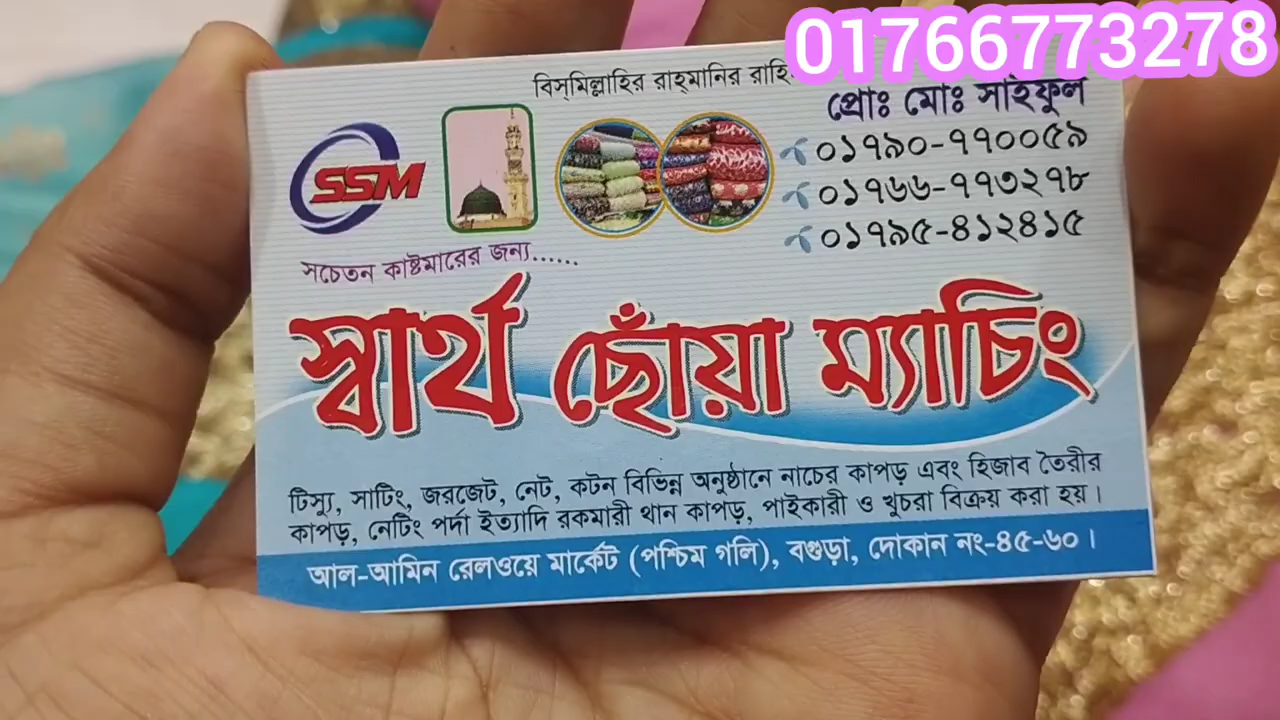 01766773278
বিস্‌মিল্লাহির রাহ্‌মানির
প্রোঃ মোঃ সাইফুল
০১৭৯০-৭৭০০৫৯
০১৭৬৬-৭৭৩২৭৮
০১৭৯৫-৪১২৪১৫
SSM
সচেতন কাষ্টমারের জন্য......
স্বার্থ ছোঁয়া ম্যাচিং
টিস্যু, সাটিং, জরজেট, নেট, কটন বিভিন্ন অনুষ্ঠানে নাচের কাপড় এবং হিজাব তৈরীর
কাপড়, নেটিং পর্দা ইত্যাদি রকমারী থান কাপড়, পাইকারী ও খুচরা বিক্রয় করা হয়।
আল-আমিন রেলওয়ে মার্কেট (পশ্চিম গলি), বগুড়া, দোকান নং-৪৫-৬০।